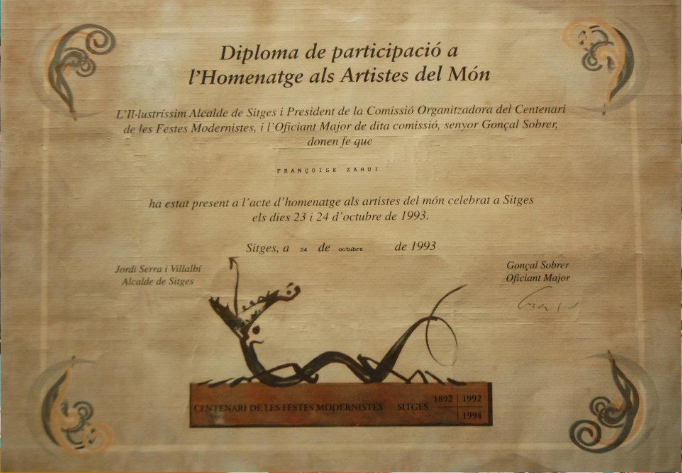 Diploma de participació a
l'Homenatge als Artistes del Món
L'Il·lustríssim Alcalde de Sitges i President de la Comissió Organitzadora del Centenari
de les Festes Modernistes, i l'Oficiant Major de dita comissió, senyor Gonçal Sobrer,
donen fe que
FRANÇOISE
ha estat present a l'acte d'homenatge als artistes del món celebrat a Sitges
els dies 23 i 24 d'octubre de 1993.
Sitges, a 24 de octubre de 1993
Jordi Serra i Villalbí
Alcalde de Sitges
Gonçal Sobrer
Oficiant Major
CENTENARI DE LES FESTES MODERNISTES SITGES 1892 1992
1994